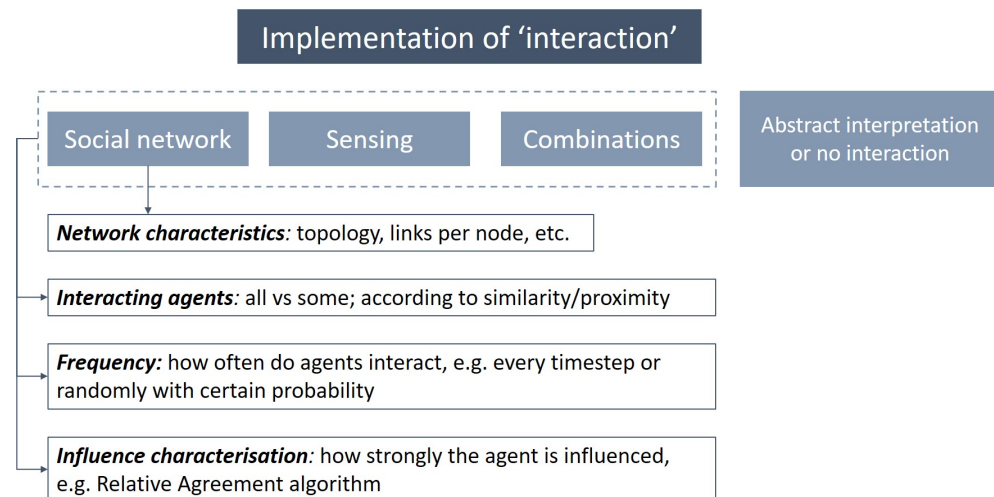 Implementation of ‘interaction’
Social network
Sensing
Combinations
Abstract interpretation
or no interaction
Network characteristics: topology, links per node, etc.
Interacting agents: all vs some; according to similarity/proximity
Frequency: how often do agents interact, e.g. every timestep or
randomly with certain probability
Influence characterisation: how strongly the agent is influenced,
e.g. Relative Agreement algorithm